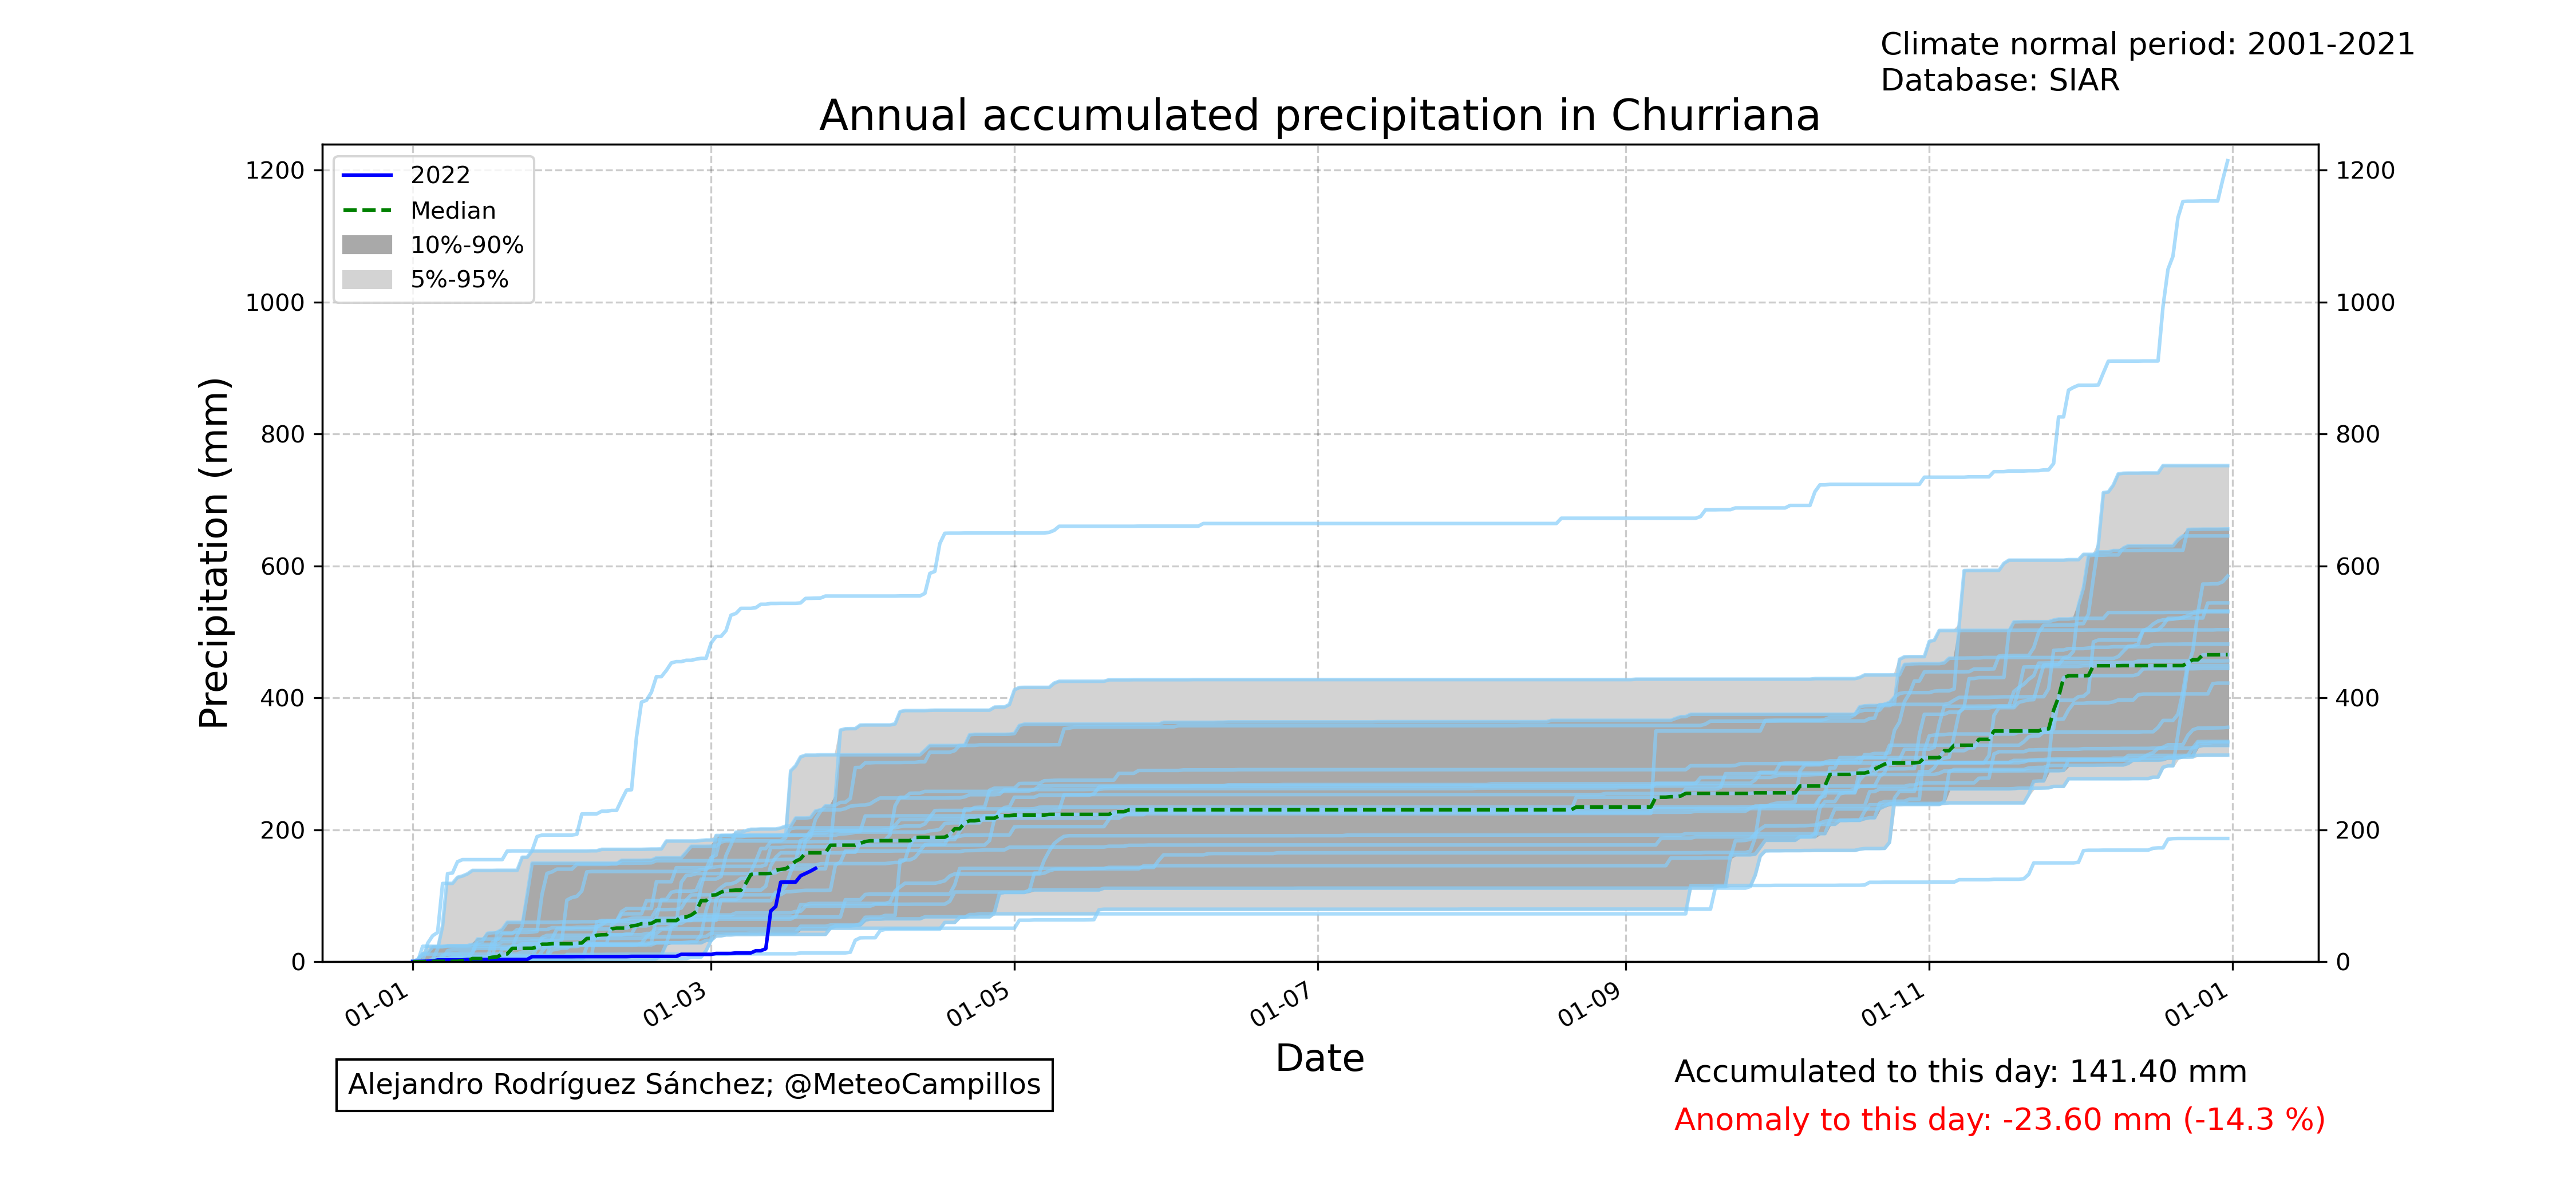 Climate normal period: 2001-2021
Database: SIAR
Annual accumulated precipitation in Churriana
2022
Median
10%-90%
5%-95%
Precipitation (mm)
1200
1000
800
600
400
200
0
1200
1000
800
600
400
200
0
01-01
01-03
01-05
01-07
01-09
01-11
01-01
Date
Alejandro Rodríguez Sánchez; @MeteoCampillos
Accumulated to this day: 141.40 mm
Anomaly to this day: -23.60 mm (-14.3 %)